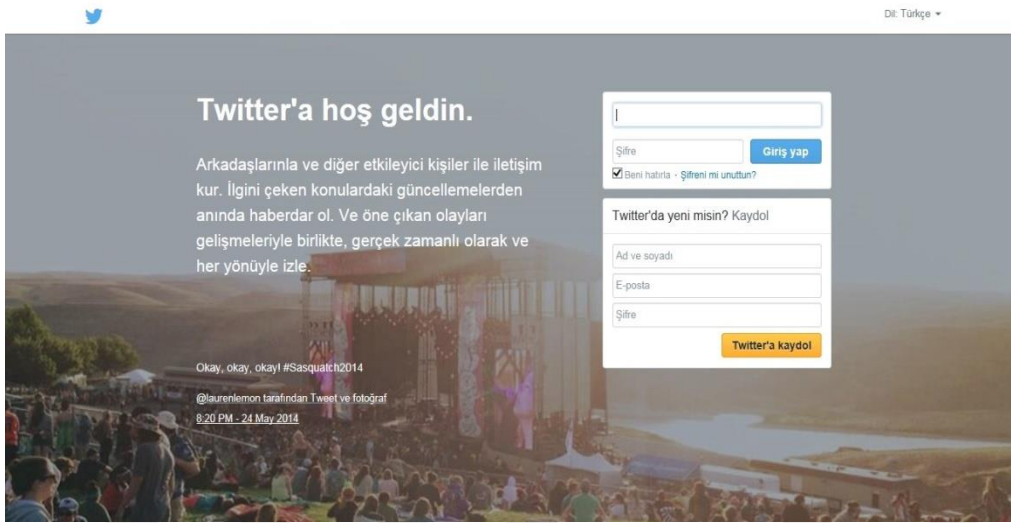 Dil: Türkçe
Twitter'a hoş geldin.
Arkadaşlarınla ve diğer etkileyici kişiler ile iletişim
kur. İlgini çeken konulardaki güncellemelerden
anında haberdar ol. Ve öne çıkan olayları
gelişmeleriyle birlikte, gerçek zamanlı olarak ve
her yönüyle izle.
Okay, okay, okay! #Sasquatch2014
@laurenlemon tarafından Tweet ve fotoğraf
8:20 PM - 24 May 2014
Şifre
Giriş yap
Beni hatırla · Şifreni mi unuttun?
Twitter'da yeni misin? Kaydol
Ad ve soyadı
E-posta
Şifre
Twitter'a kaydol